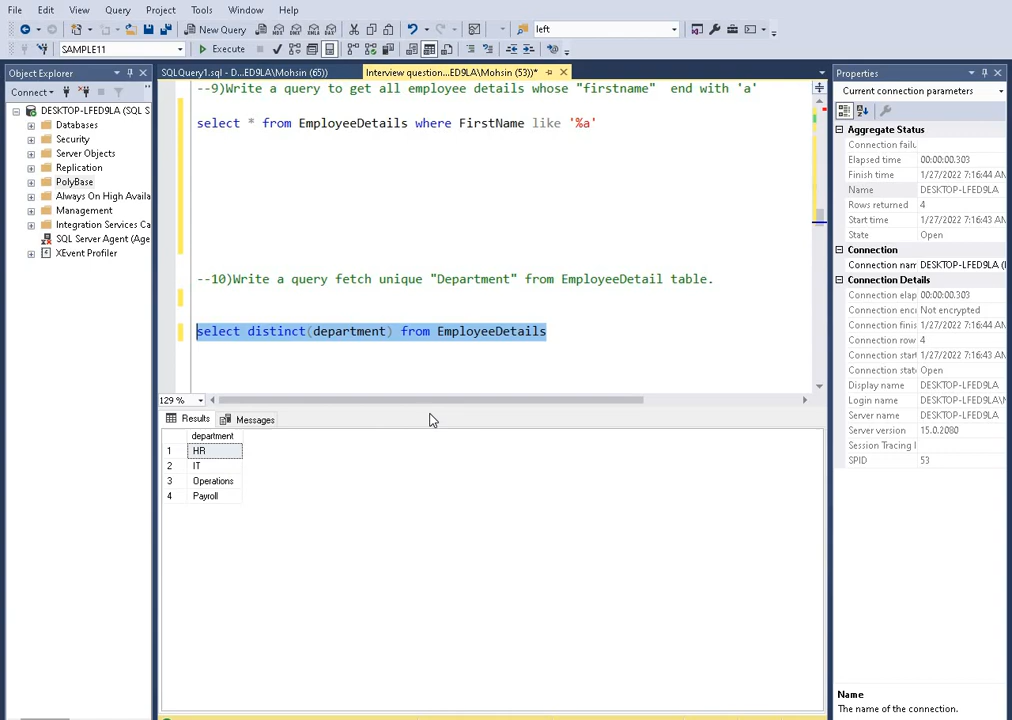 File Edit View Query Project Tools Window Help
New Query left
SAMPLE11 Execute
Object Explorer
Connect
DESKTOP-LFED9LA (SQL S
Databases
Security
Server Objects
Replication
PolyBase
Always On High Availa
Management
Integration Services Ca
SQL Server Agent (Age
XEvent Profiler
SQLQuery1.sql - D...ED9LA\Mohsin (65)) Interview question...ED9LA\Mohsin (53))*
--9)Write a query to get all employee details whose "firstname" end with 'a'
select * from EmployeeDetails where FirstName like '%a'
--10)Write a query fetch unique "Department" from EmployeeDetail table.
select distinct(department) from EmployeeDetails
129 %
Results Messages
department
1 HR
2 IT
3 Operations
4 Payroll
Properties
Current connection parameters
Aggregate Status
Connection failu
Elapsed time 00:00:00.303
Finish time 1/27/2022 7:16:44 AM
Name DESKTOP-LFED9LA
Rows returned 4
Start time 1/27/2022 7:16:43 AM
State Open
Connection
Connection nam DESKTOP-LFED9LA (
Connection Details
Connection elap 00:00:00.303
Connection encr Not encrypted
Connection finis 1/27/2022 7:16:44 AM
Connection row 4
Connection start 1/27/2022 7:16:43 AM
Connection state Open
Display name DESKTOP-LFED9LA
Login name DESKTOP-LFED9LA\
Server name DESKTOP-LFED9LA
Server version 15.0.2080
Session Tracing I
SPID 53
Name
The name of the connection.